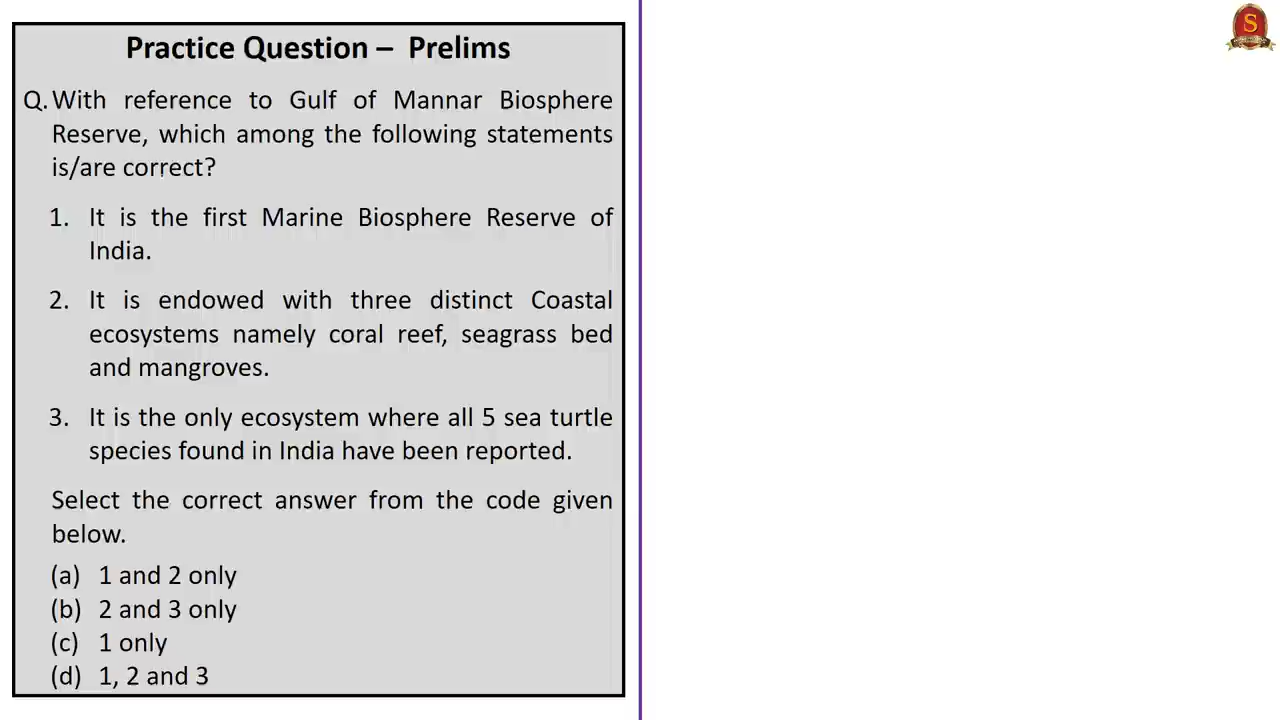 Practice Question – Prelims
Q. With reference to Gulf of Mannar Biosphere
Reserve, which among the following statements
is/are correct?
1. It is the first Marine Biosphere Reserve of
India.
2. It is endowed with three distinct Coastal
ecosystems namely coral reef, seagrass bed
and mangroves.
3. It is the only ecosystem where all 5 sea turtle
species found in India have been reported.
Select the correct answer from the code given
below.
(a) 1 and 2 only
(b) 2 and 3 only
(c) 1 only
(d) 1, 2 and 3
S